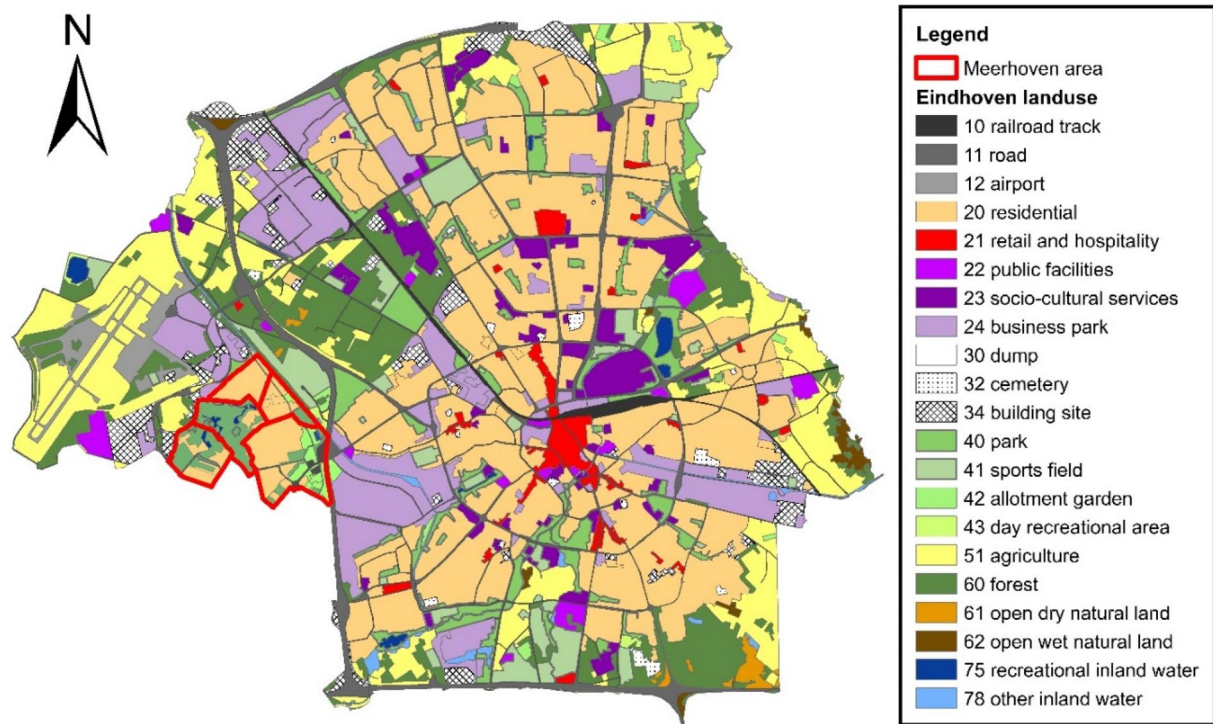 N
Legend
Meerhoven area
Eindhoven landuse
10 railroad track
11 road
12 airport
20 residential
21 retail and hospitality
22 public facilities
23 socio-cultural services
24 business park
30 dump
32 cemetery
34 building site
40 park
41 sports field
42 allotment garden
43 day recreational area
51 agriculture
60 forest
61 open dry natural land
62 open wet natural land
75 recreational inland water
78 other inland water